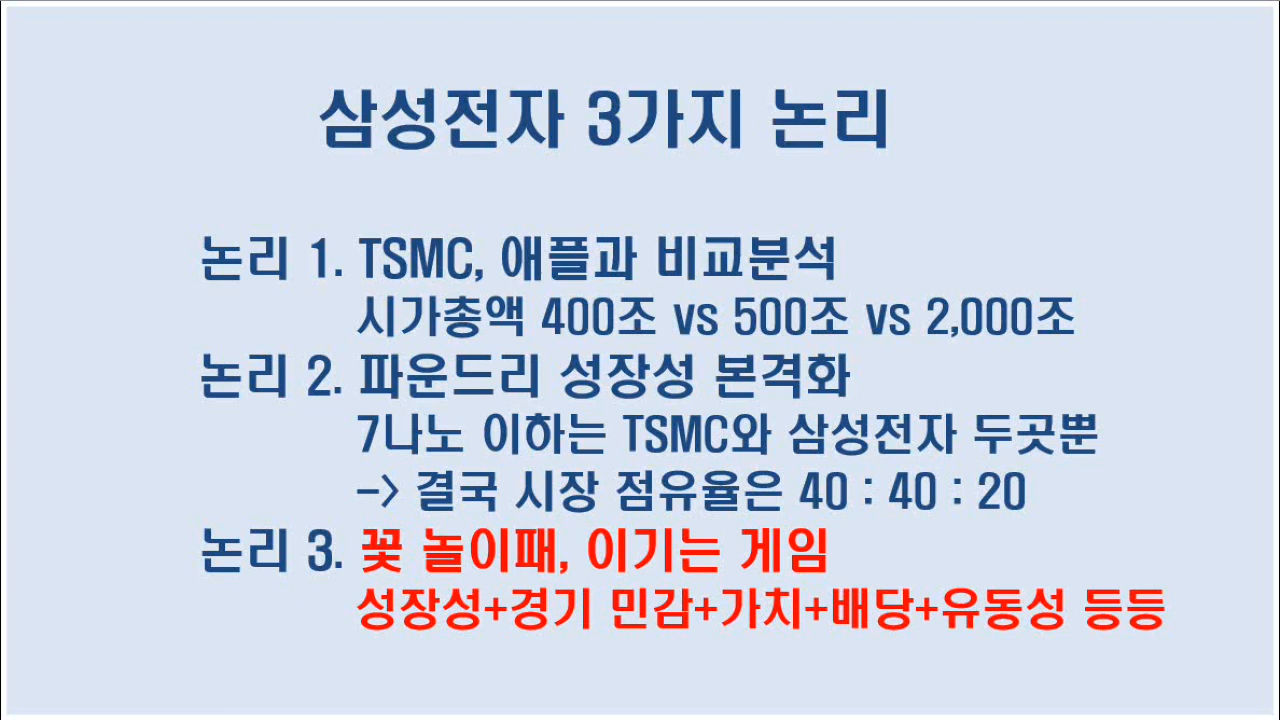 삼성전자 3가지 논리
논리 1. TSMC, 애플과 비교분석
시가총액 400조 vs 500조 vs 2,000조
논리 2. 파운드리 성장성 본격화
7나노 이하는 TSMC와 삼성전자 두곳뿐
-> 결국 시장 점유율은 40 : 40 : 20
논리 3. 꽃 놀이패, 이기는 게임
성장성+경기 민감+가치+배당+유동성 등등